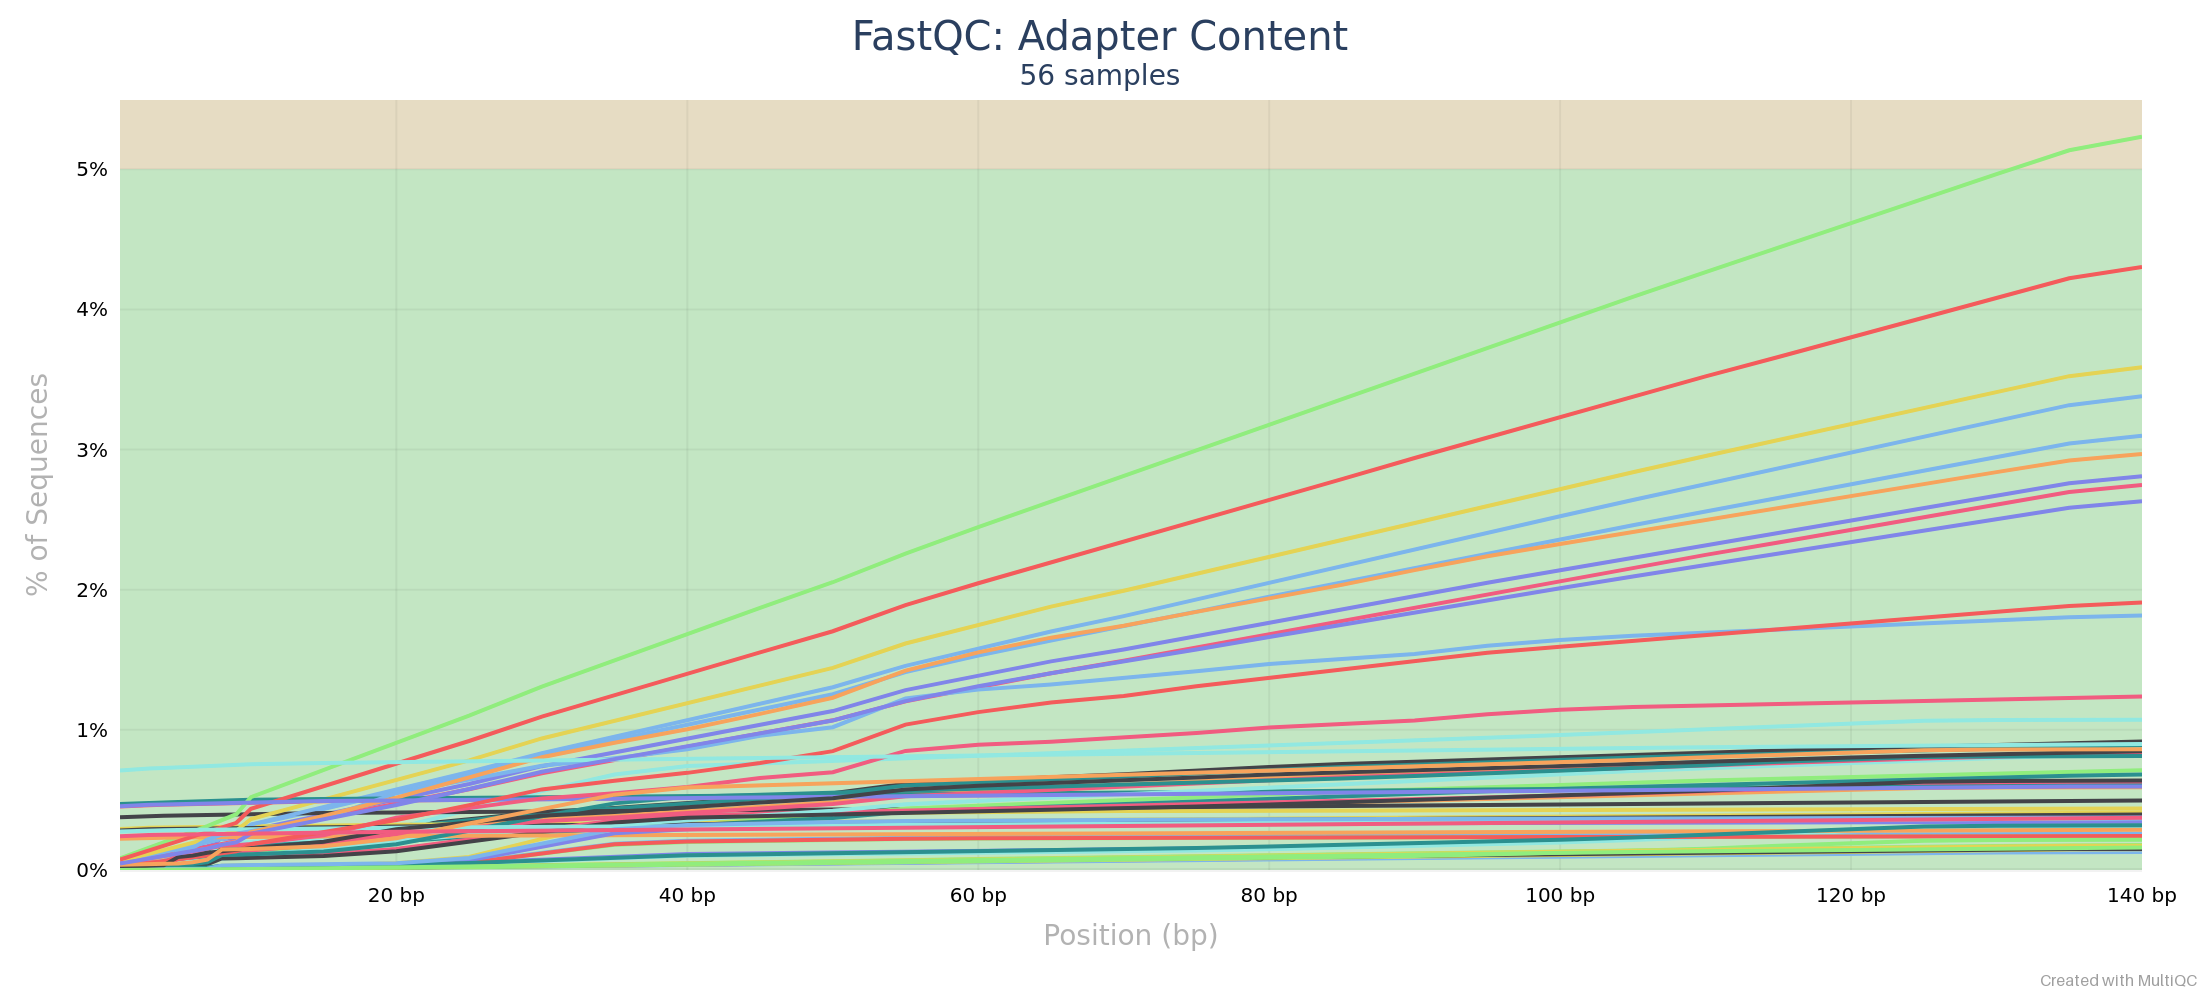 FastQC: Adapter Content
56 samples
5%
4%
3%
2%
1%
0%
% of Sequences
20 bp
40 bp
60 bp
80 bp
100 bp
120 bp
140 bp
Position (bp)
Created with MultiQC